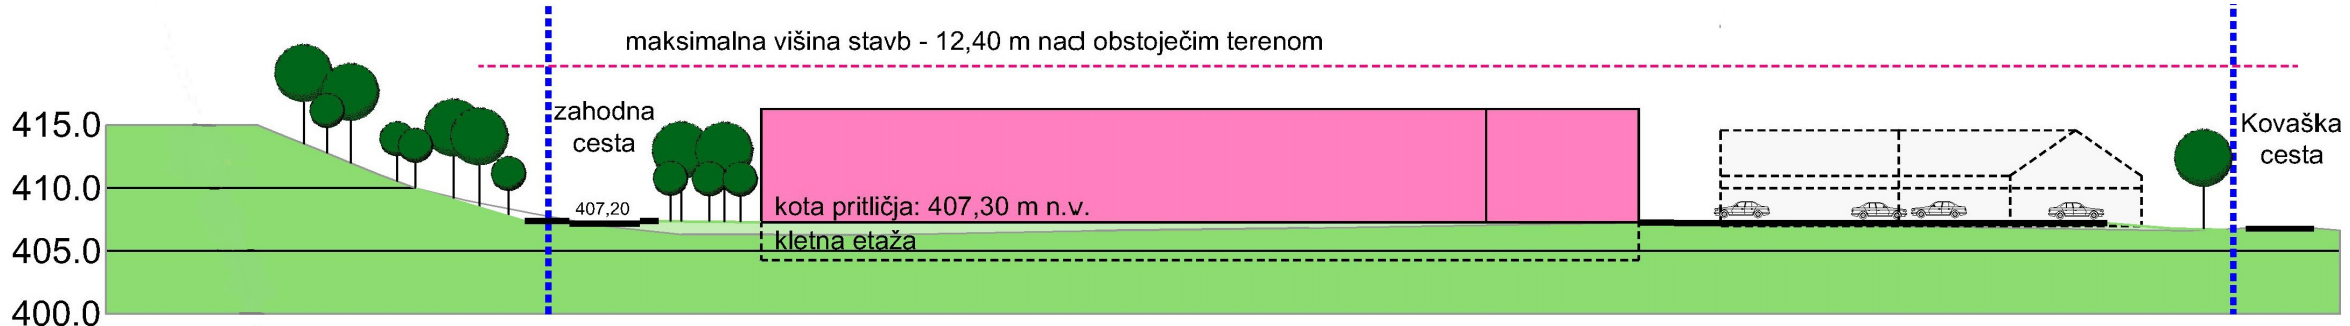 maksimalna višina stavb - 12,40 m nad obstoječim terenom
zahodna
cesta
Kovaška
cesta
415.0
410.0
407,20
kota pritličja: 407,30 m n.v.
kletna etaža
405.0
400.0